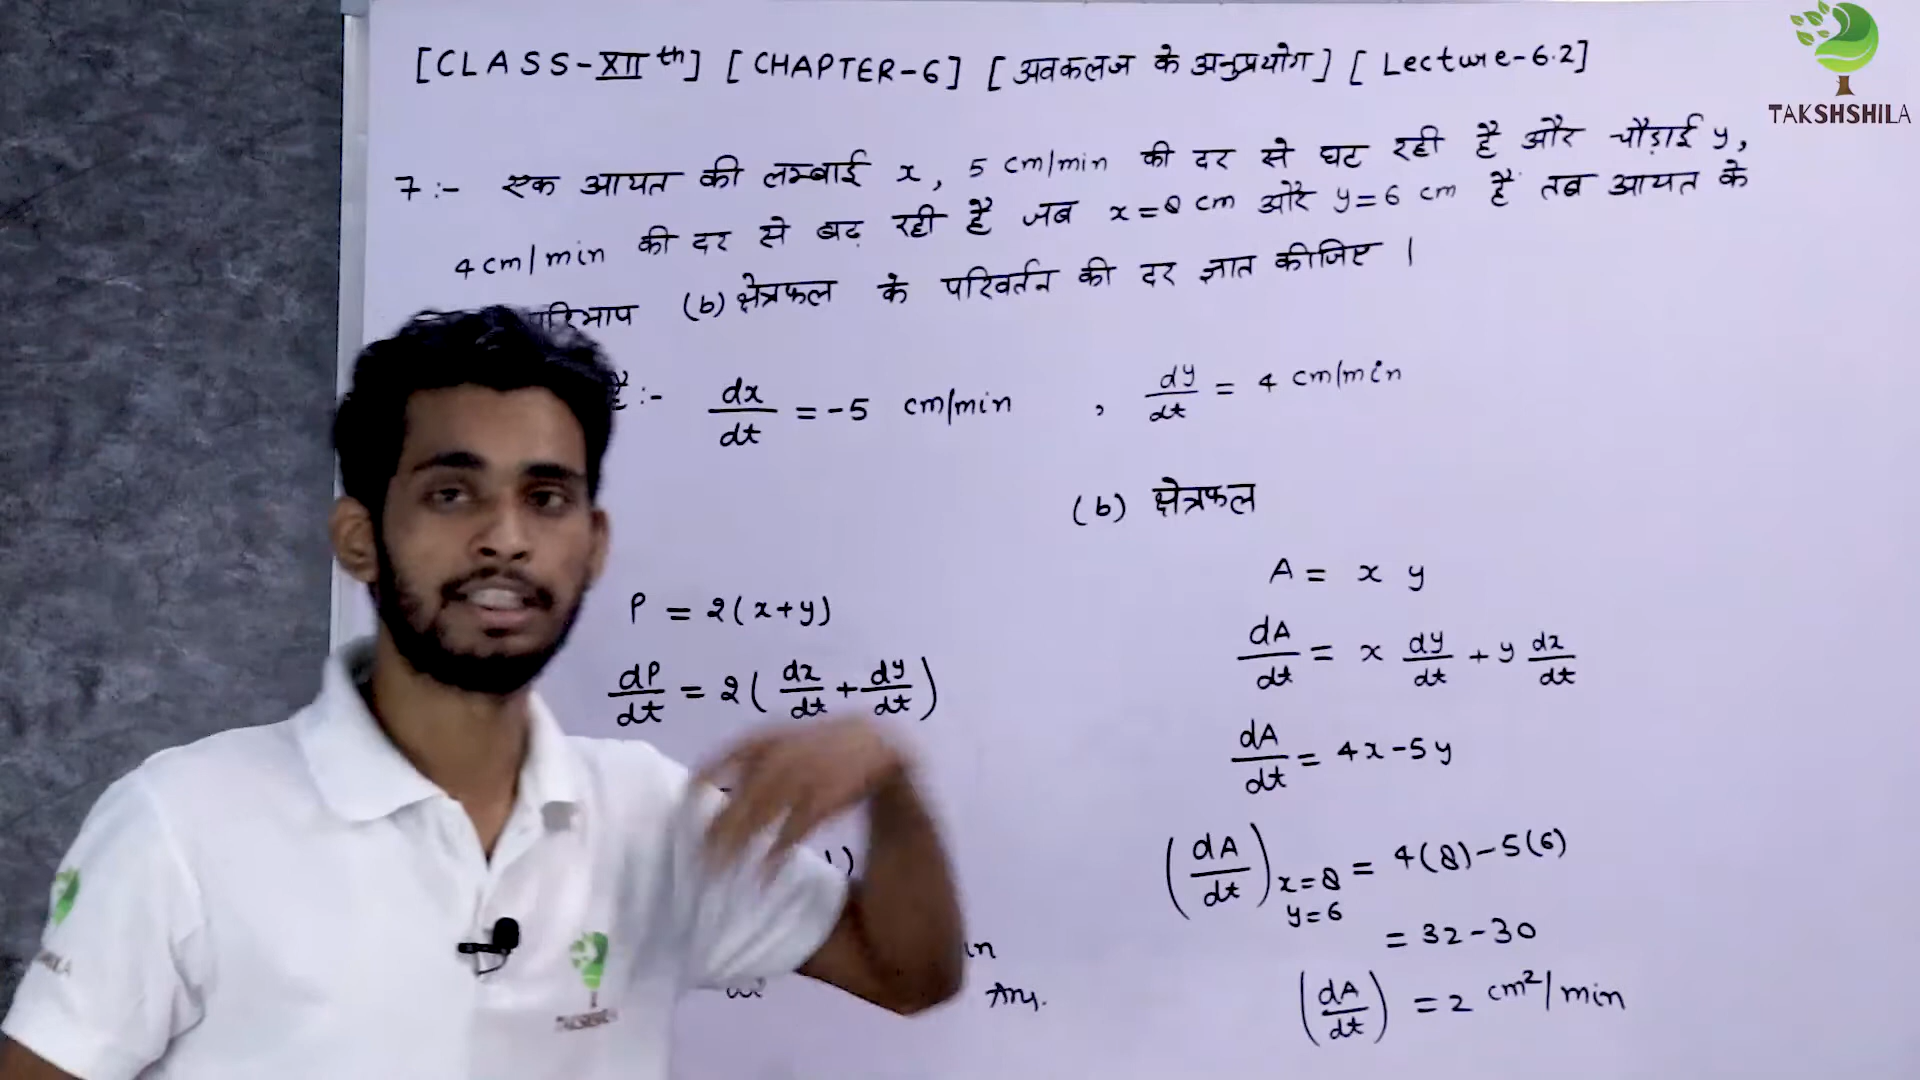 [CLASS-XIIth] [CHAPTER-6] [अवकलज के अनुप्रयोग] [Lecture-6.2]
TAKSHSHILA
7:- एक आयत की लम्बाई x, 5 cm/min की दर से घट रही है और चौड़ाई y,
4 cm/min की दर से बढ़ रही है जब x=8 cm और y=6 cm है तब आयत के
परिमाप (b) क्षेत्रफल के परिवर्तन की दर ज्ञात कीजिए ।
है :- dx/dt = -5 cm/min , dy/dt = 4 cm/min
P = 2(x+y)
dP/dt = 2(dx/dt + dy/dt)
Ans.
(b) क्षेत्रफल
A = x y
dA/dt = x dy/dt + y dx/dt
dA/dt = 4x-5y
(dA/dt) x=8 y=6 = 4(8)-5(6)
= 32-30
(dA/dt) = 2 cm²/min